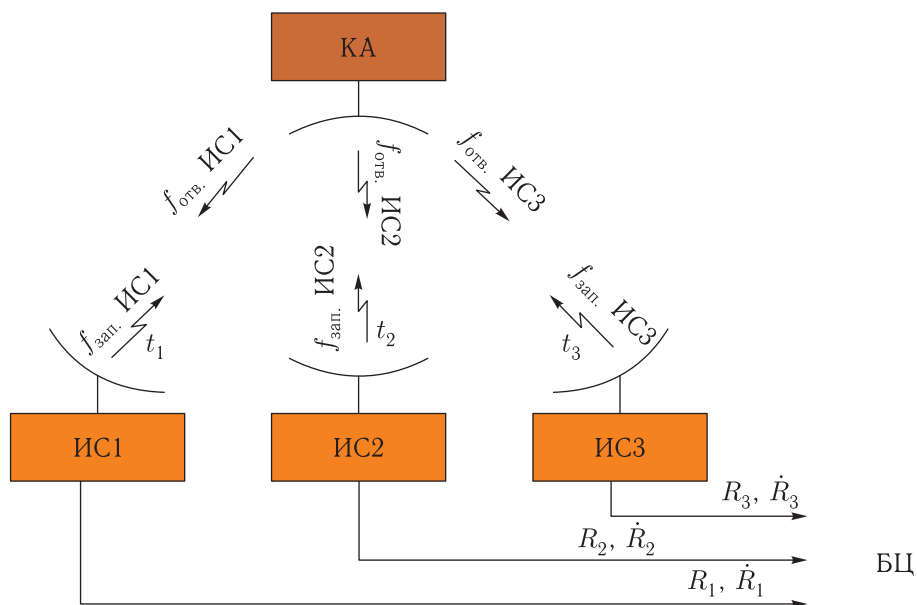 КА
fотв. ИС1
fотв. ИС2
fотв. ИС3
fзап. ИС1
t1
fзап. ИС2
t2
fзап. ИС3
t3
ИС1
ИС2
ИС3
R3, Ṙ3
R2, Ṙ2
R1, Ṙ1
БЦ